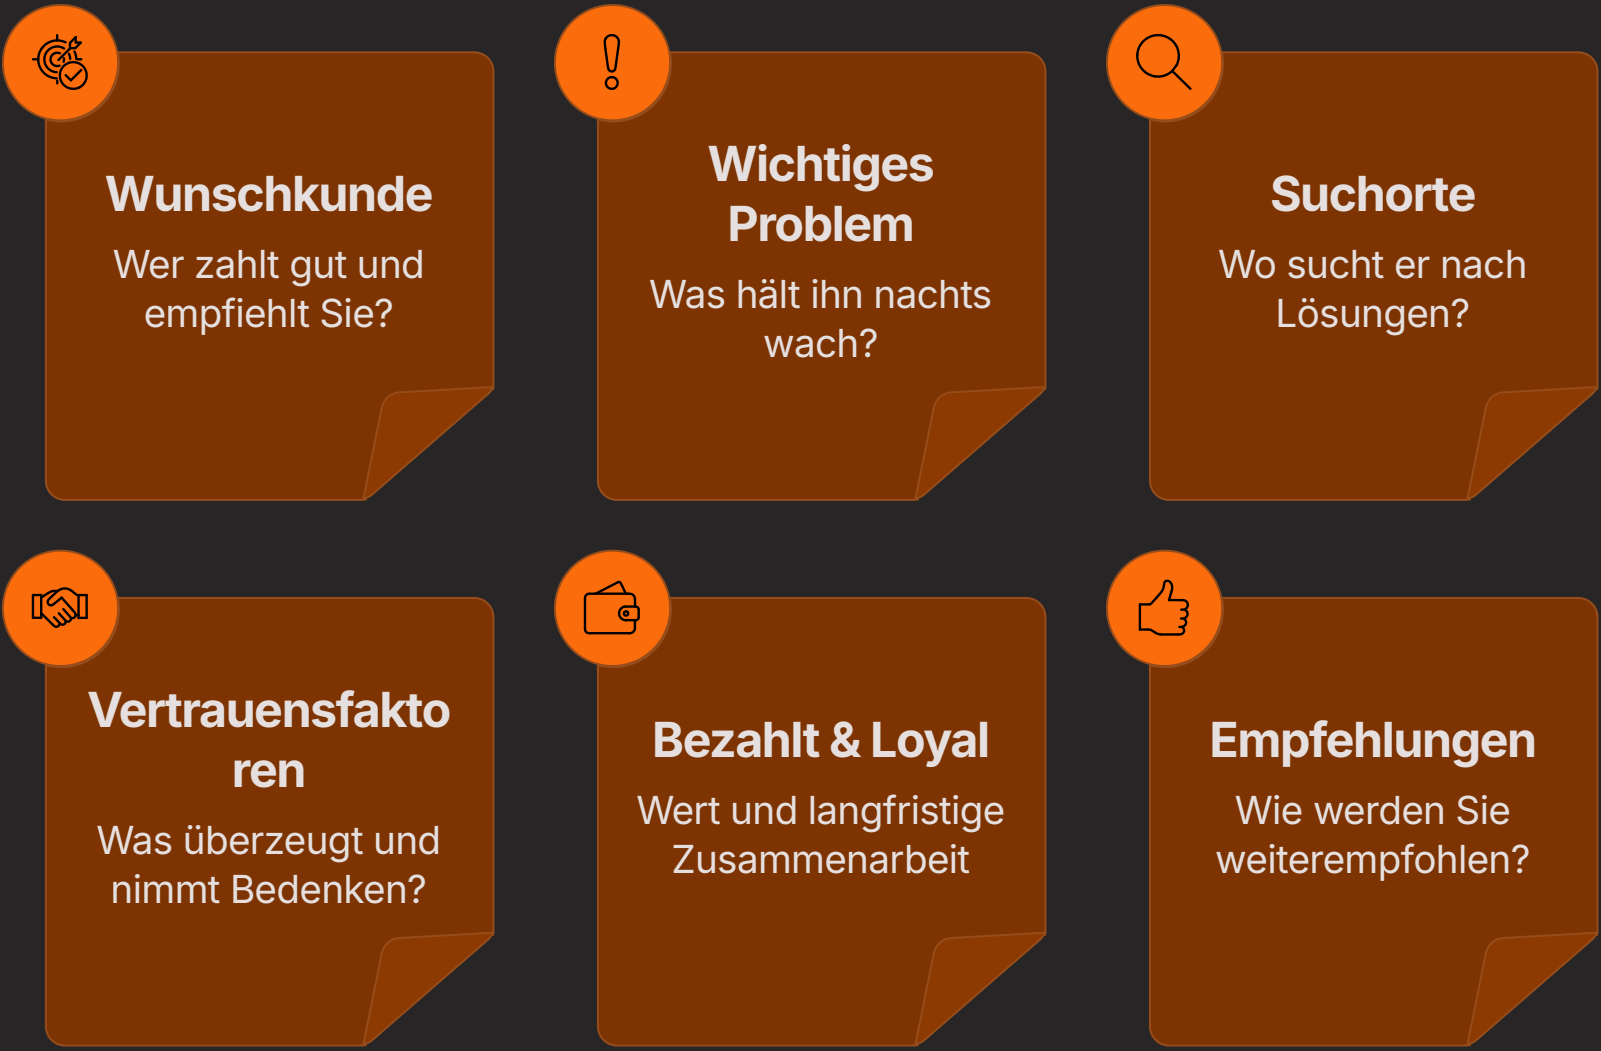 Wunschkunde
Wer zahlt gut und
empfiehlt Sie?
Wichtiges
Problem
Was hält ihn nachts
wach?
Suchorte
Wo sucht er nach
Lösungen?
Vertrauensfakto
ren
Was überzeugt und
nimmt Bedenken?
Bezahlt & Loyal
Wert und langfristige
Zusammenarbeit
Empfehlungen
Wie werden Sie
weiterempfohlen?